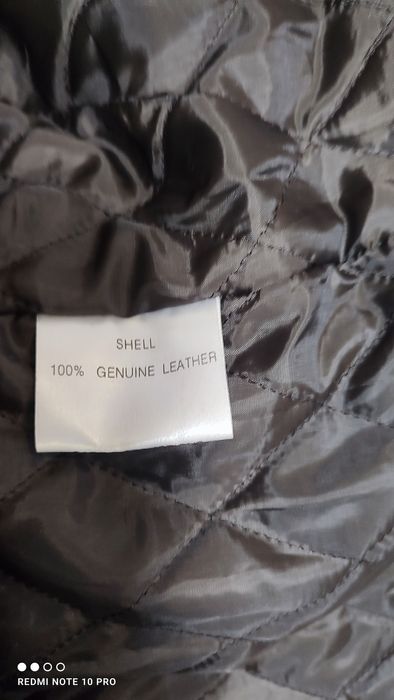 SHELL
100% GENUINE LEATHER
REDMI NOTE 10 PRO